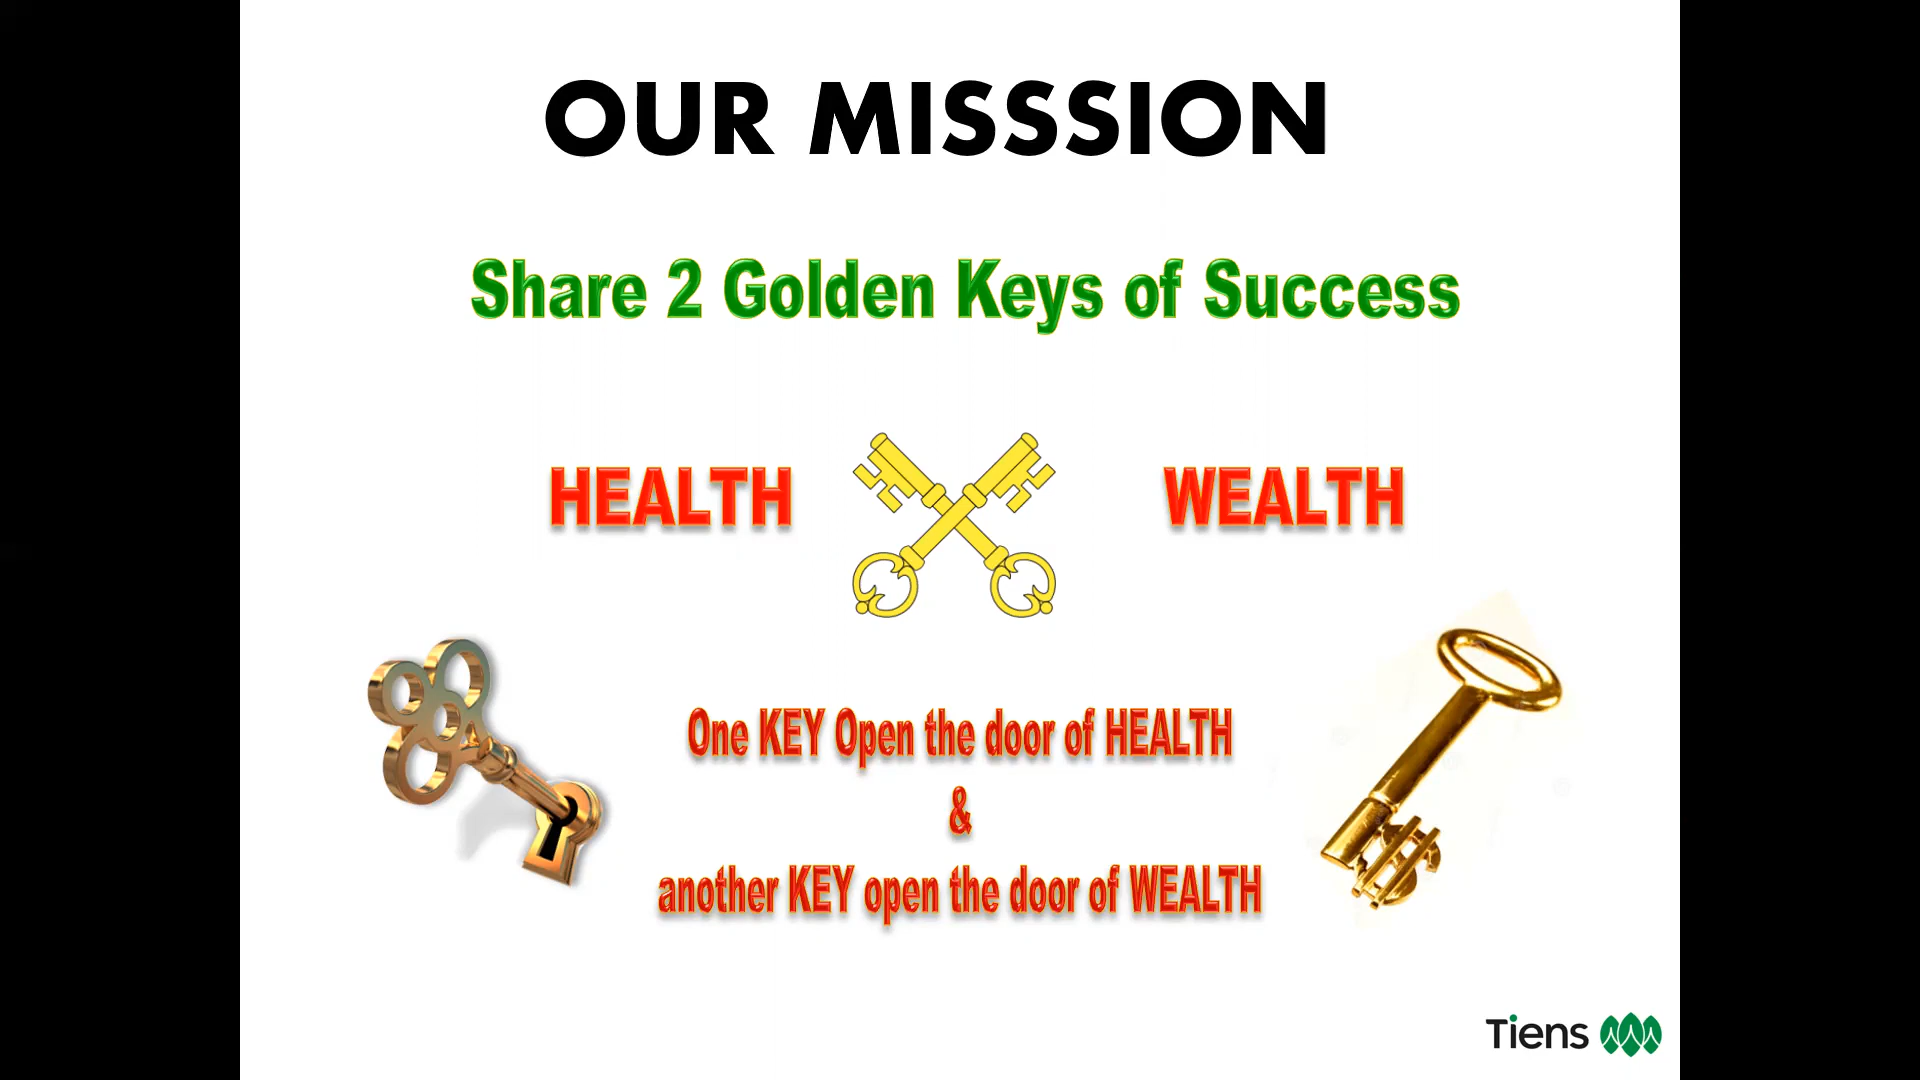 OUR MISSSION
Share 2 Golden Keys of Success
HEALTH WEALTH
One KEY Open the door of HEALTH
&
another KEY open the door of WEALTH
Tiens